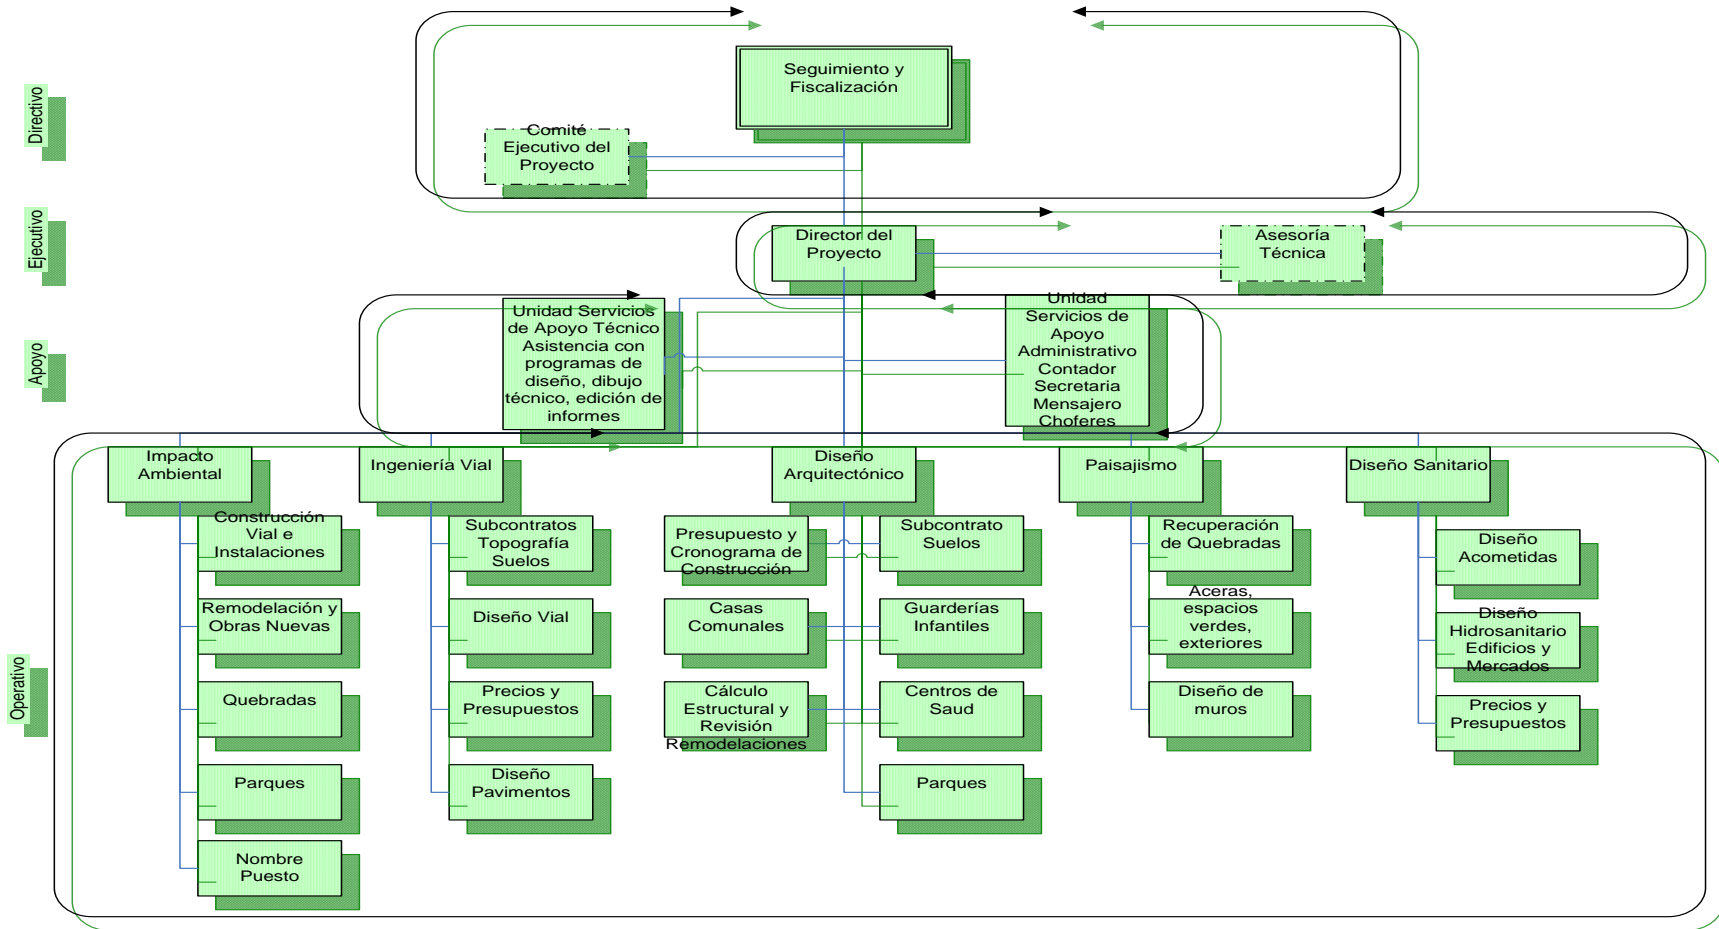 Directivo
Seguimiento y
Fiscalización
Comité
Ejecutivo del
Proyecto
Ejecutivo
Director del
Proyecto
Asesoría
Técnica
Apoyo
Unidad Servicios
de Apoyo Técnico
Asistencia con
programas de
diseño, dibujo
técnico, edición de
informes
Unidad
Servicios de
Apoyo
Administrativo
Contador
Secretaria
Mensajero
Choferes
Operativo
Impacto
Ambiental
Construcción
Vial e
Instalaciones
Remodelación y
Obras Nuevas
Quebradas
Parques
Nombre
Puesto
Ingeniería Vial
Subcontratos
Topografía
Suelos
Diseño Vial
Precios y
Presupuestos
Diseño
Pavimentos
Diseño
Arquitectónico
Presupuesto y
Cronograma de
Construcción
Casas
Comunales
Cálculo
Estructural y
Revisión
Remodelaciones
Subcontrato
Suelos
Guarderías
Infantiles
Centros de
Saud
Parques
Paisajismo
Recuperación
de Quebradas
Aceras,
espacios
verdes,
exteriores
Diseño de
muros
Diseño Sanitario
Diseño
Acometidas
Diseño
Hidrosanitario
Edificios y
Mercados
Precios y
Presupuestos